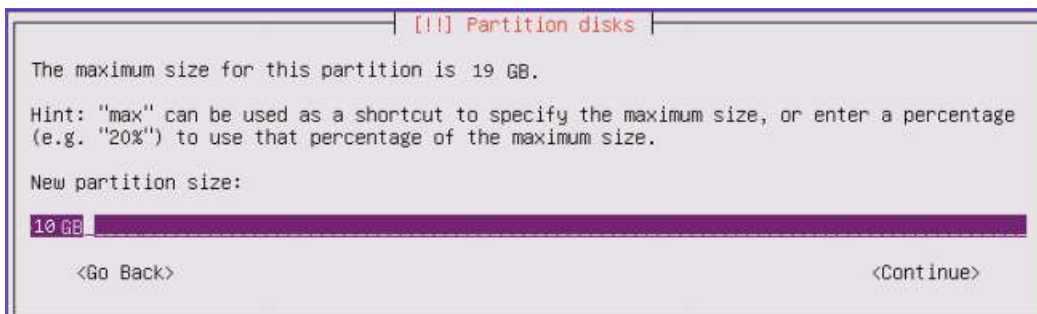 [!!] Partition disks
The maximum size for this partition is 19 GB.
Hint: "max" can be used as a shortcut to specify the maximum size, or enter a percentage
(e.g. "20%") to use that percentage of the maximum size.
New partition size:
10 GB
<Go Back> <Continue>